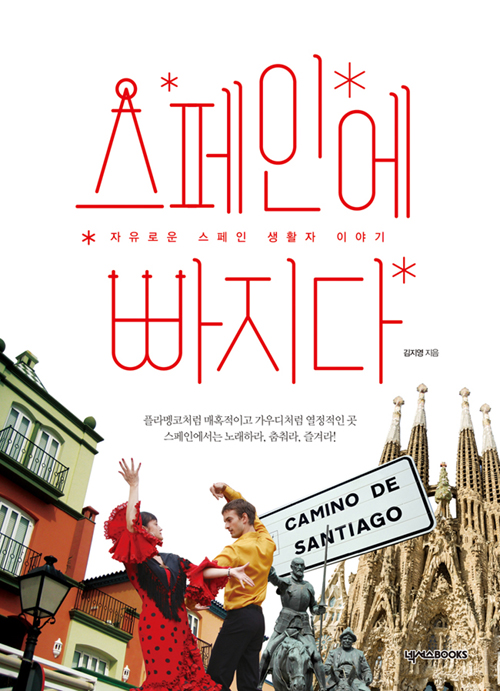 스페인에
자유로운 스페인 생활자 이야기
빠지다
김지영 지음
플라멩코처럼 매혹적이고 가우디처럼 열정적인 곳
스페인에서는 노래하라, 춤춰라, 즐겨라!
CAMINO DE
SANTIAGO
넥서스BOOKS